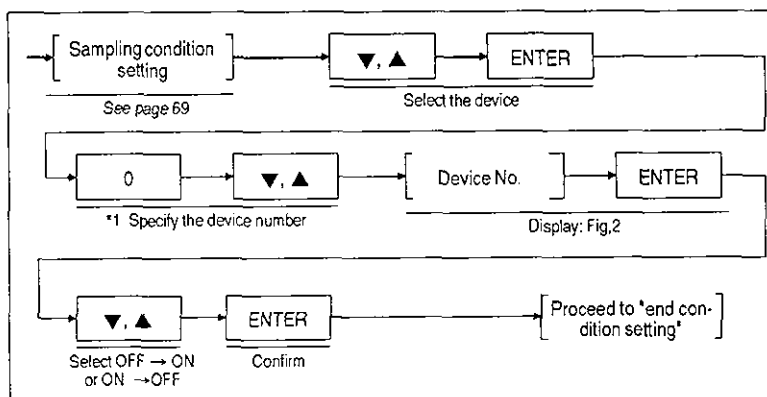 Sampling condition
setting
▼, ▲
ENTER
See page 69
Select the device
0
▼, ▲
Device No.
ENTER
*1 Specify the device number
Display: Fig,2
▼, ▲
ENTER
Proceed to "end con-
dition setting"
Select OFF → ON
or ON →OFF
Confirm